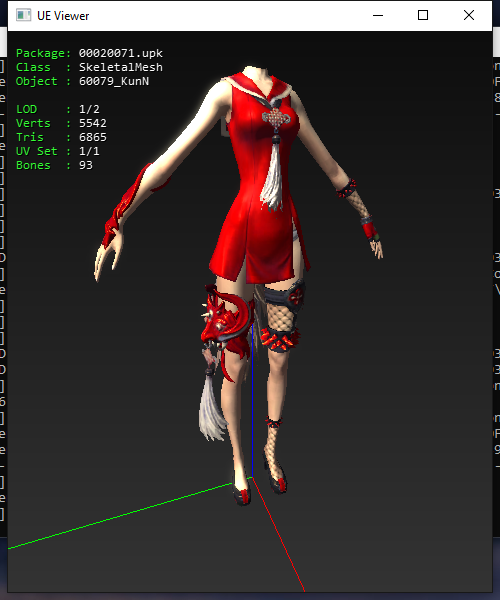 UE Viewer
Package: 00020071.upk
Class  : SkeletalMesh
Object : 60079_KunN
LOD    : 1/2
Verts  : 5542
Tris   : 6865
UV Set : 1/1
Bones  : 93